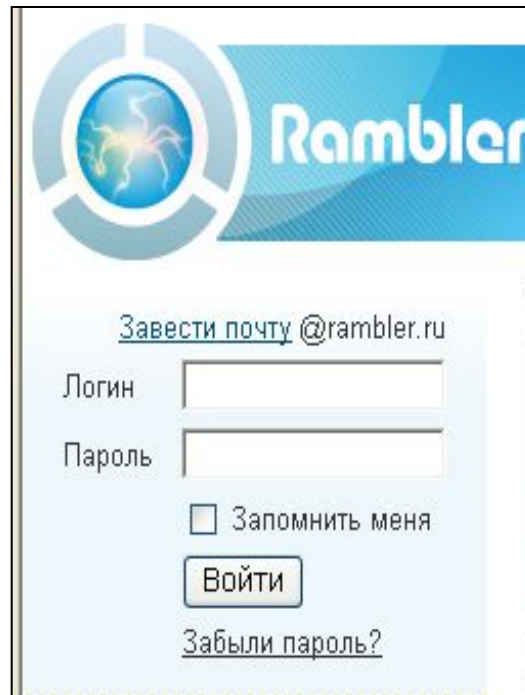 Rambler
Завести почту @rambler.ru
Логин
Пароль
Запомнить меня
Войти
Забыли пароль?